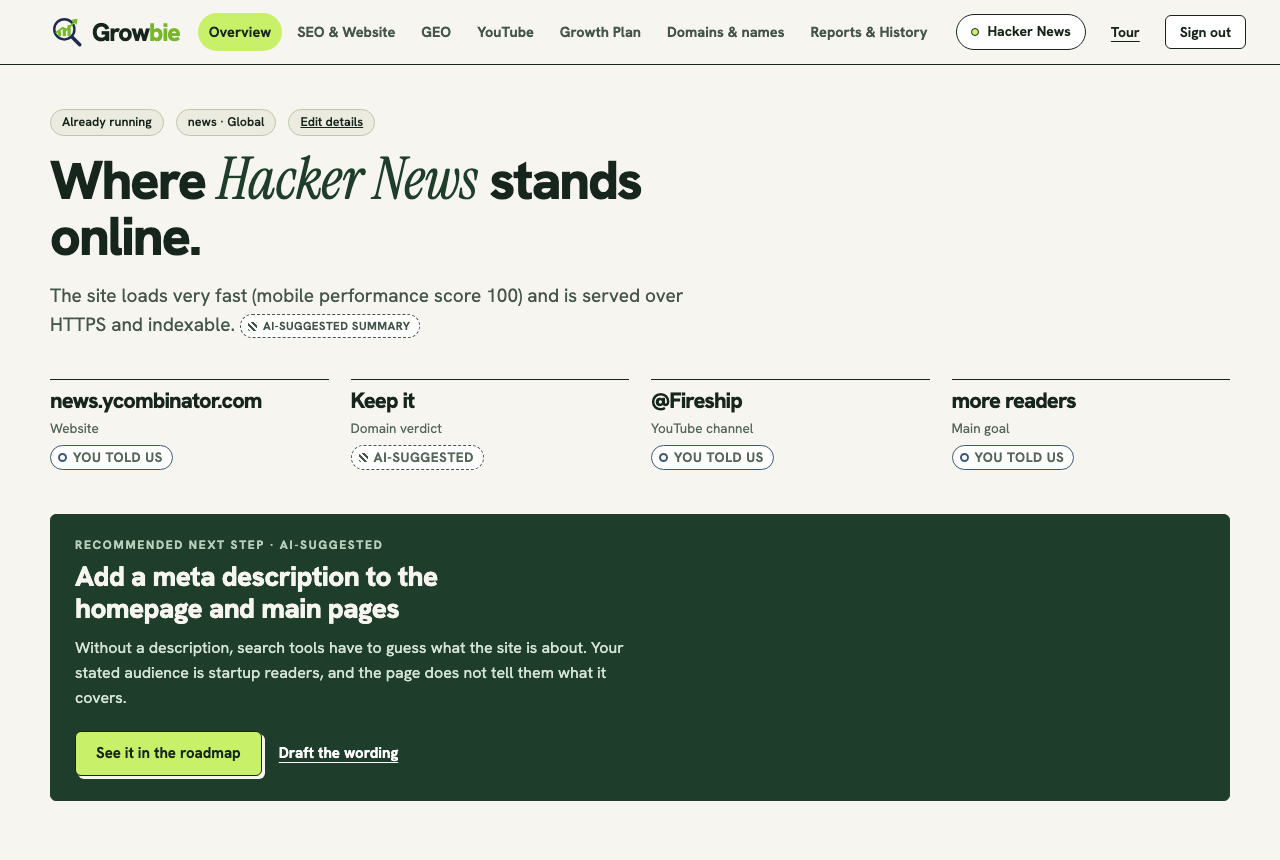 Growbie
Overview
SEO & Website
GEO
YouTube
Growth Plan
Domains & names
Reports & History
Hacker News
Tour
Sign out
Already running
news · Global
Edit details
Where Hacker News stands
online.
The site loads very fast (mobile performance score 100) and is served over
HTTPS and indexable. AI-SUGGESTED SUMMARY
news.ycombinator.com
Website
YOU TOLD US
Keep it
Domain verdict
AI-SUGGESTED
@Fireship
YouTube channel
YOU TOLD US
more readers
Main goal
YOU TOLD US
RECOMMENDED NEXT STEP · AI-SUGGESTED
Add a meta description to the
homepage and main pages
Without a description, search tools have to guess what the site is about. Your
stated audience is startup readers, and the page does not tell them what it
covers.
See it in the roadmap
Draft the wording